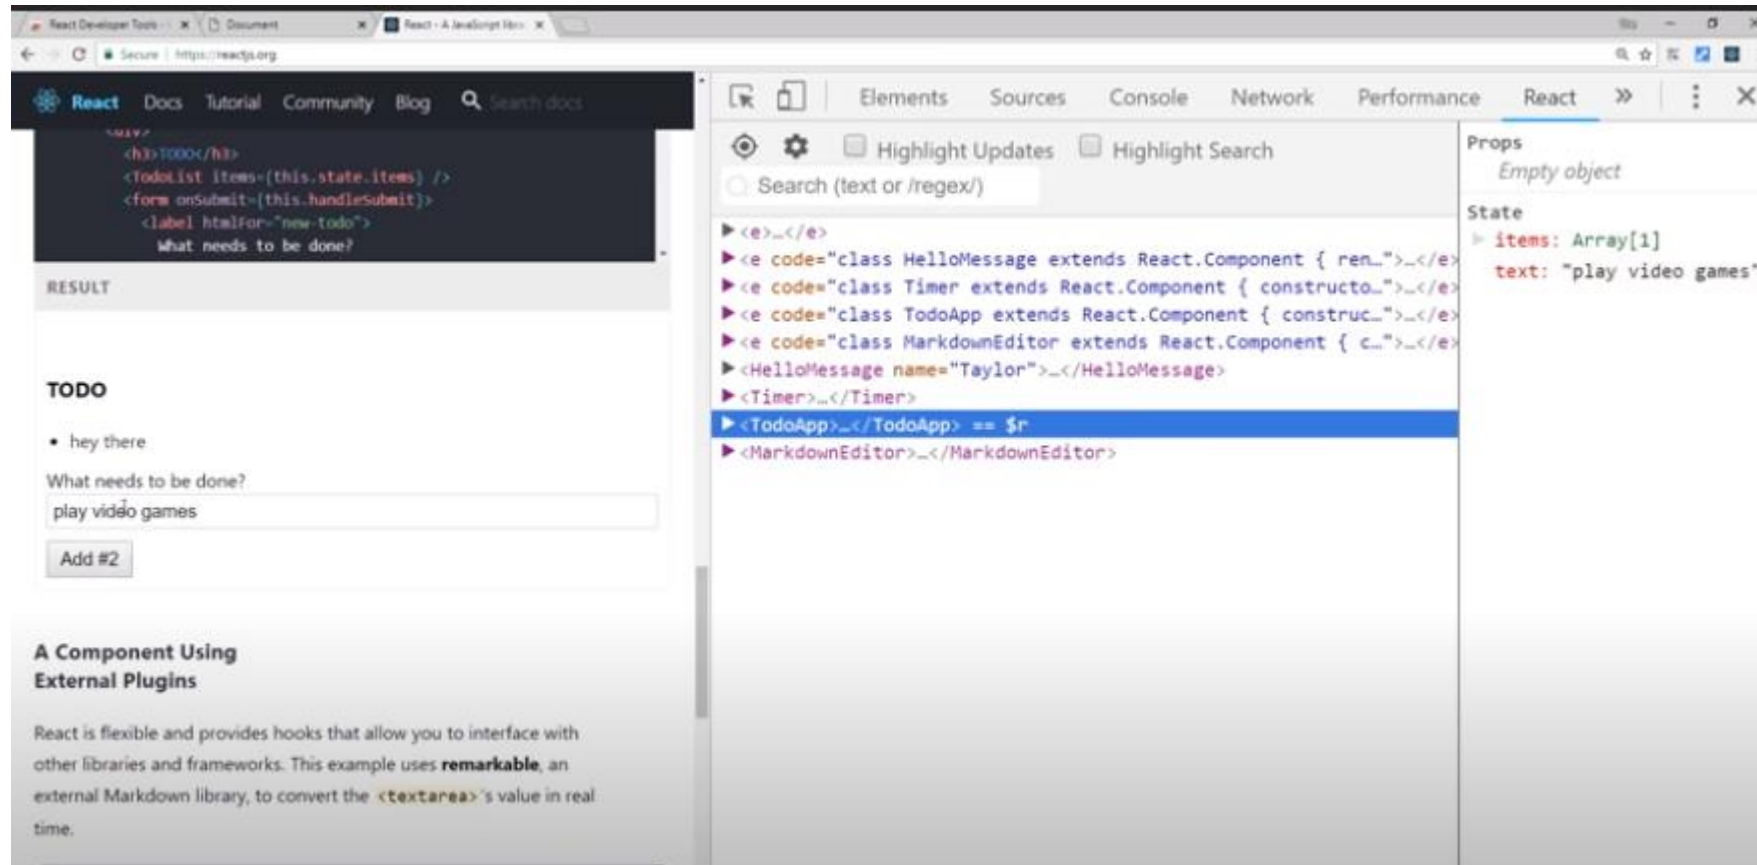 React Developer Tools -
Document
React - A JavaScript libr
Secure
https://reactjs.org
React Docs Tutorial Community Blog Search docs
<div>
<h3>TODO</h3>
<TodoList items={this.state.items} />
<form onSubmit={this.handleSubmit}>
<label htmlFor="new-todo">
What needs to be done?
RESULT
TODO
• hey there
What needs to be done?
play video games
Add #2
A Component Using
External Plugins
React is flexible and provides hooks that allow you to interface with
other libraries and frameworks. This example uses remarkable, an
external Markdown library, to convert the <textarea>'s value in real
time.
Elements Sources Console Network Performance React »
Highlight Updates Highlight Search
Search (text or /regex/)
<e>…</e>
<e code="class HelloMessage extends React.Component { ren…">…</e>
<e code="class Timer extends React.Component { constructo…">…</e>
<e code="class TodoApp extends React.Component { construc…">…</e>
<e code="class MarkdownEditor extends React.Component { c…">…</e>
<HelloMessage name="Taylor">…</HelloMessage>
<Timer>…</Timer>
<TodoApp>…</TodoApp> == $r
<MarkdownEditor>…</MarkdownEditor>
Props
Empty object
State
items: Array[1]
text: "play video games"